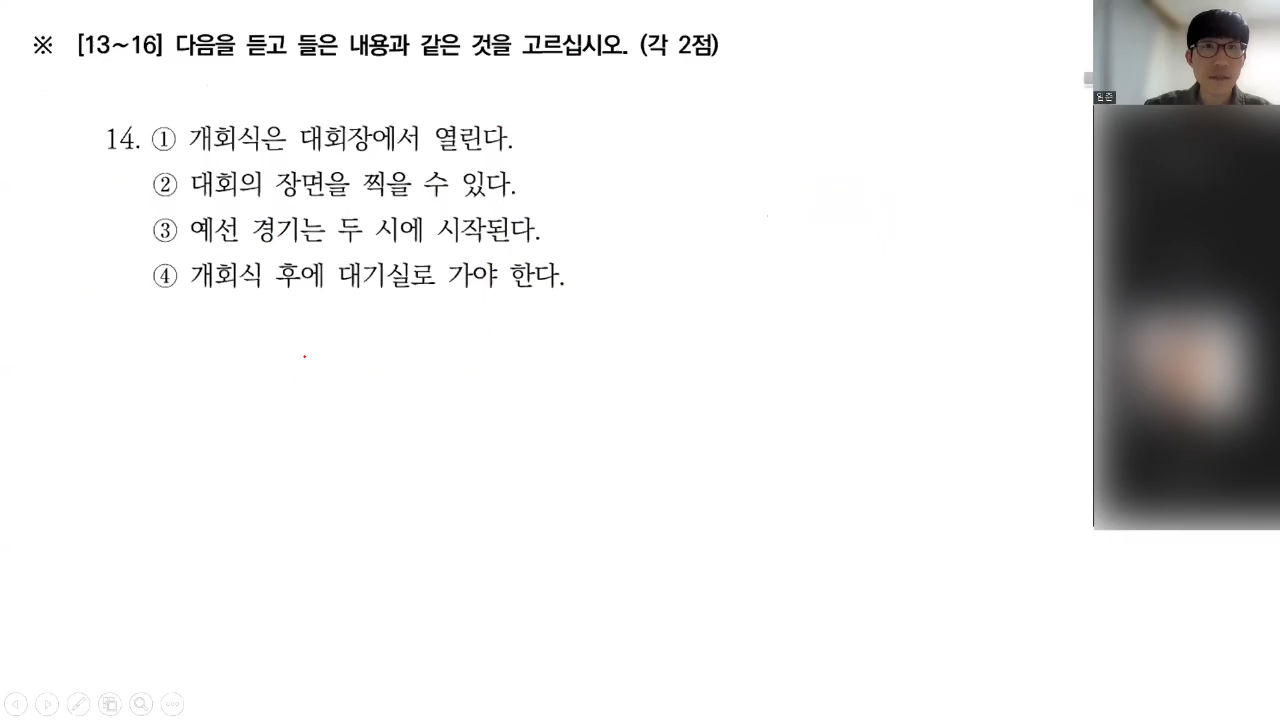 ※ [13~16] 다음을 듣고 들은 내용과 같은 것을 고르십시오. (각 2점)
14. ① 개회식은 대회장에서 열린다.
② 대회의 장면을 찍을 수 있다.
③ 예선 경기는 두 시에 시작된다.
④ 개회식 후에 대기실로 가야 한다.